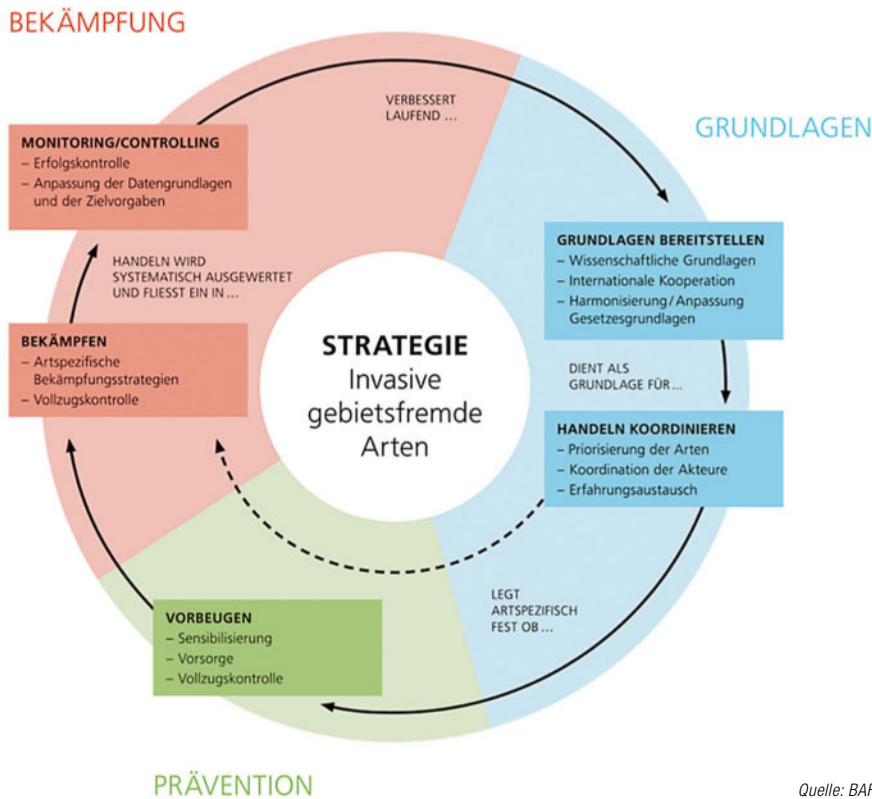 BEKÄMPFUNG
VERBESSERT
LAUFEND ...
GRUNDLAGEN
MONITORING/CONTROLLING
– Erfolgskontrolle
– Anpassung der Datengrundlagen
und der Zielvorgaben
GRUNDLAGEN BEREITSTELLEN
– Wissenschaftliche Grundlagen
– Internationale Kooperation
– Harmonisierung/Anpassung
Gesetzesgrundlagen
HANDELN WIRD
SYSTEMATISCH AUSGEWERTET
UND FLIESST EIN IN ...
BEKÄMPFEN
– Artspezifische
Bekämpfungsstrategien
– Vollzugskontrolle
STRATEGIE
Invasive
gebietsfremde
Arten
DIENT ALS
GRUNDLAGE FÜR ...
HANDELN KOORDINIEREN
– Priorisierung der Arten
– Koordination der Akteure
– Erfahrungsaustausch
LEGT
ARTSPEZIFISCH
FEST OB ...
VORBEUGEN
– Sensibilisierung
– Vorsorge
– Vollzugskontrolle
PRÄVENTION
Quelle: